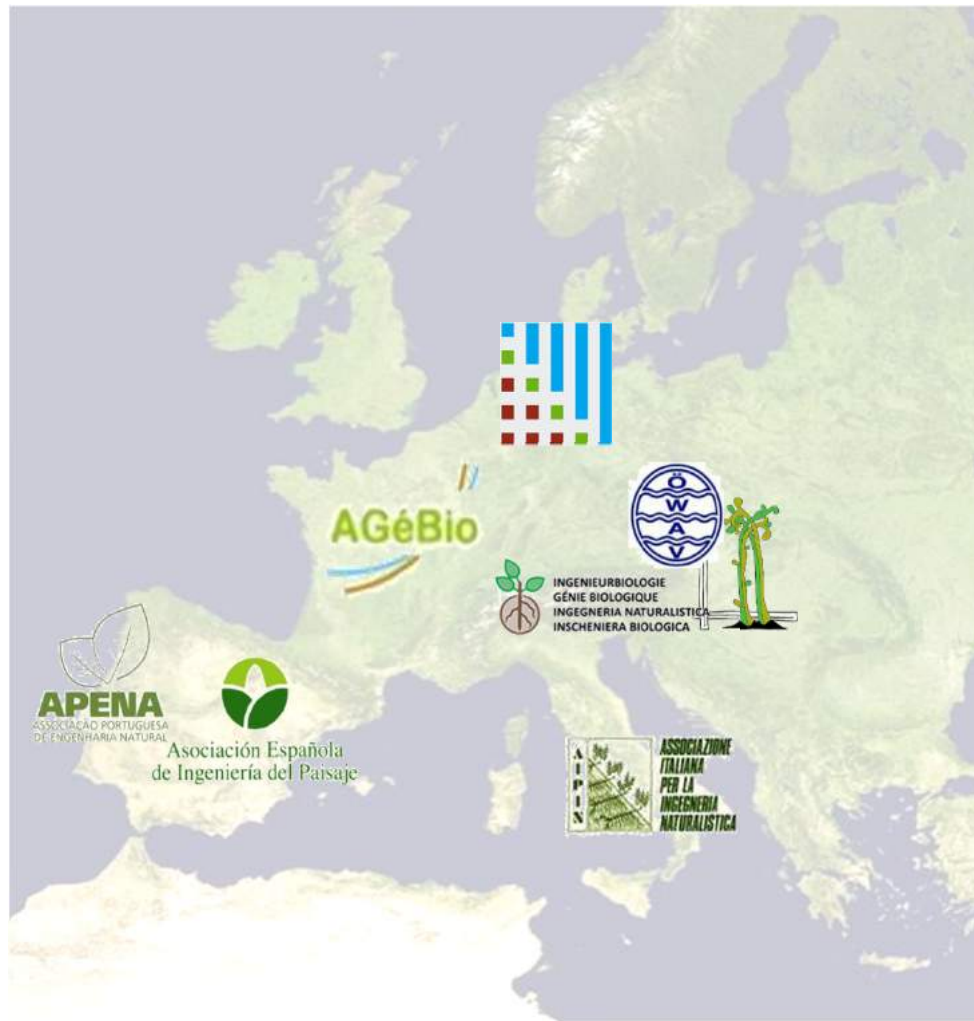 AGéBio
Ö
W
A
V
INGENIEURBIOLOGIE
GÉNIE BIOLOGIQUE
INGEGNERIA NATURALISTICA
INSCHENIERA BIOLOGICA
APENA
ASSOCIAÇÃO PORTUGUESA
DE ENGENHARIA NATURAL
Asociación Española
de Ingeniería del Paisaje
AIPIN
ASSOCIAZIONE
ITALIANA
PER LA
INGEGNERIA
NATURALISTICA